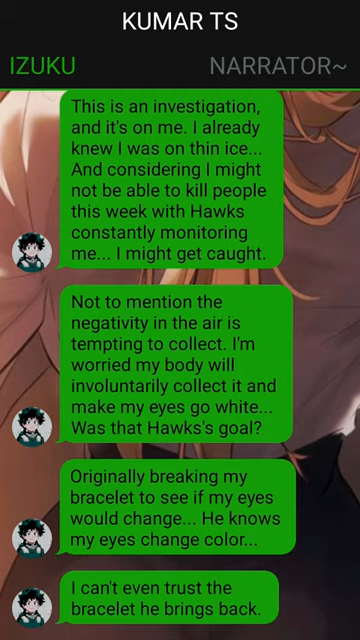 KUMAR TS
IZUKU NARRATOR~
This is an investigation,
and it's on me. I already
knew I was on thin ice...
And considering I might
not be able to kill people
this week with Hawks
constantly monitoring
me... I might get caught.
Not to mention the
negativity in the air is
tempting to collect. I'm
worried my body will
involuntarily collect it and
make my eyes go white...
Was that Hawks's goal?
Originally breaking my
bracelet to see if my eyes
would change... He knows
my eyes change color...
I can't even trust the
bracelet he brings back.